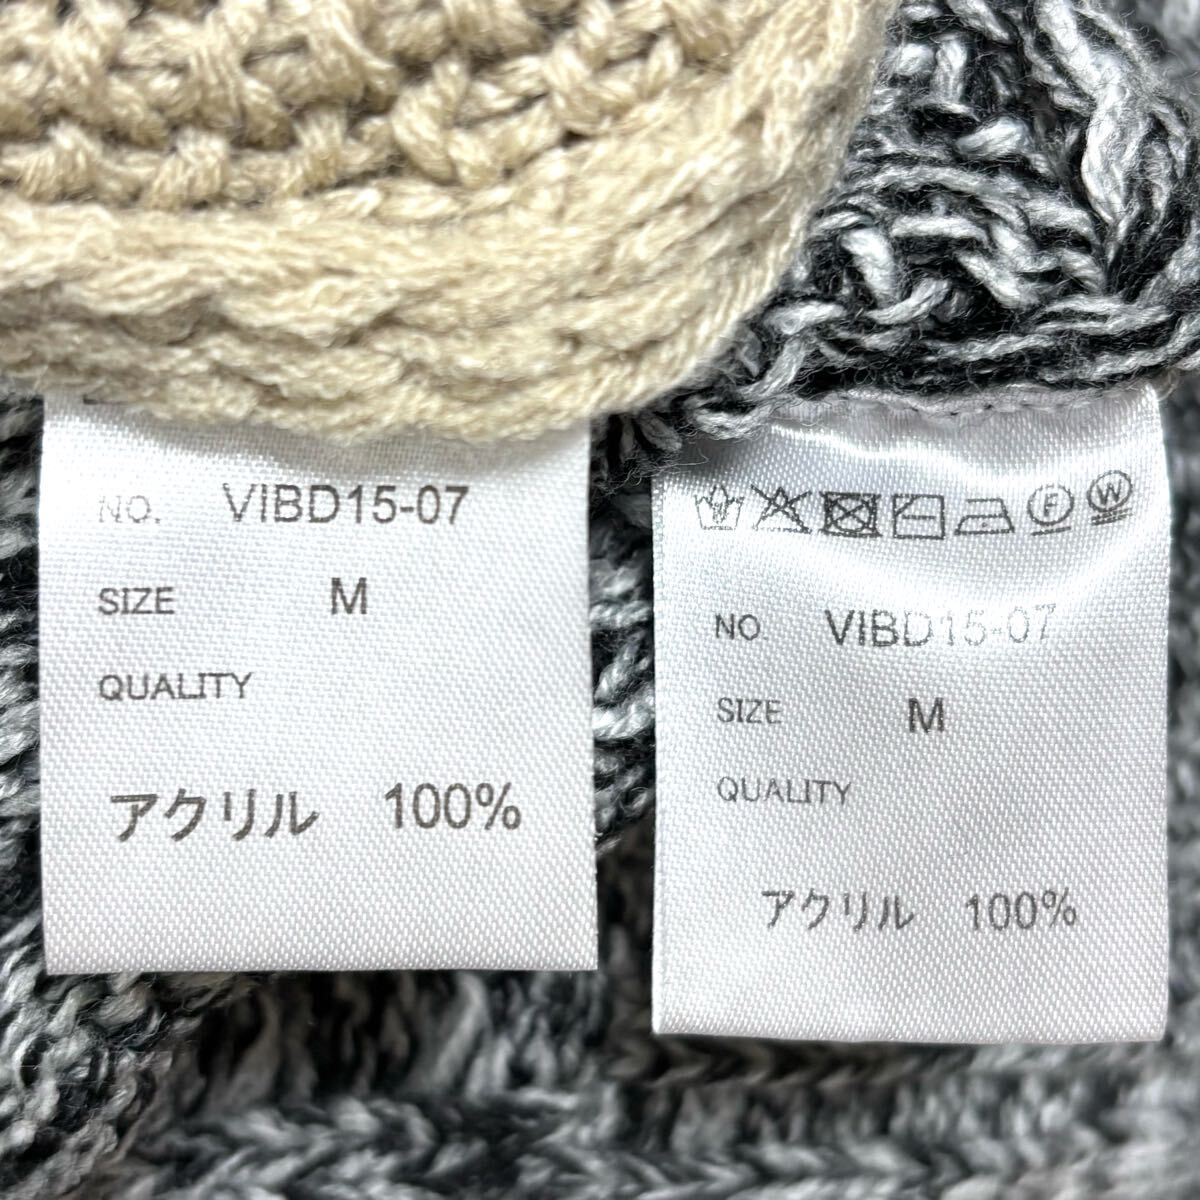 NO. VIBD15-07
SIZE M
QUALITY
アクリル 100%
F W
NO VIBD15-07
SIZE M
QUALITY
アクリル 100%